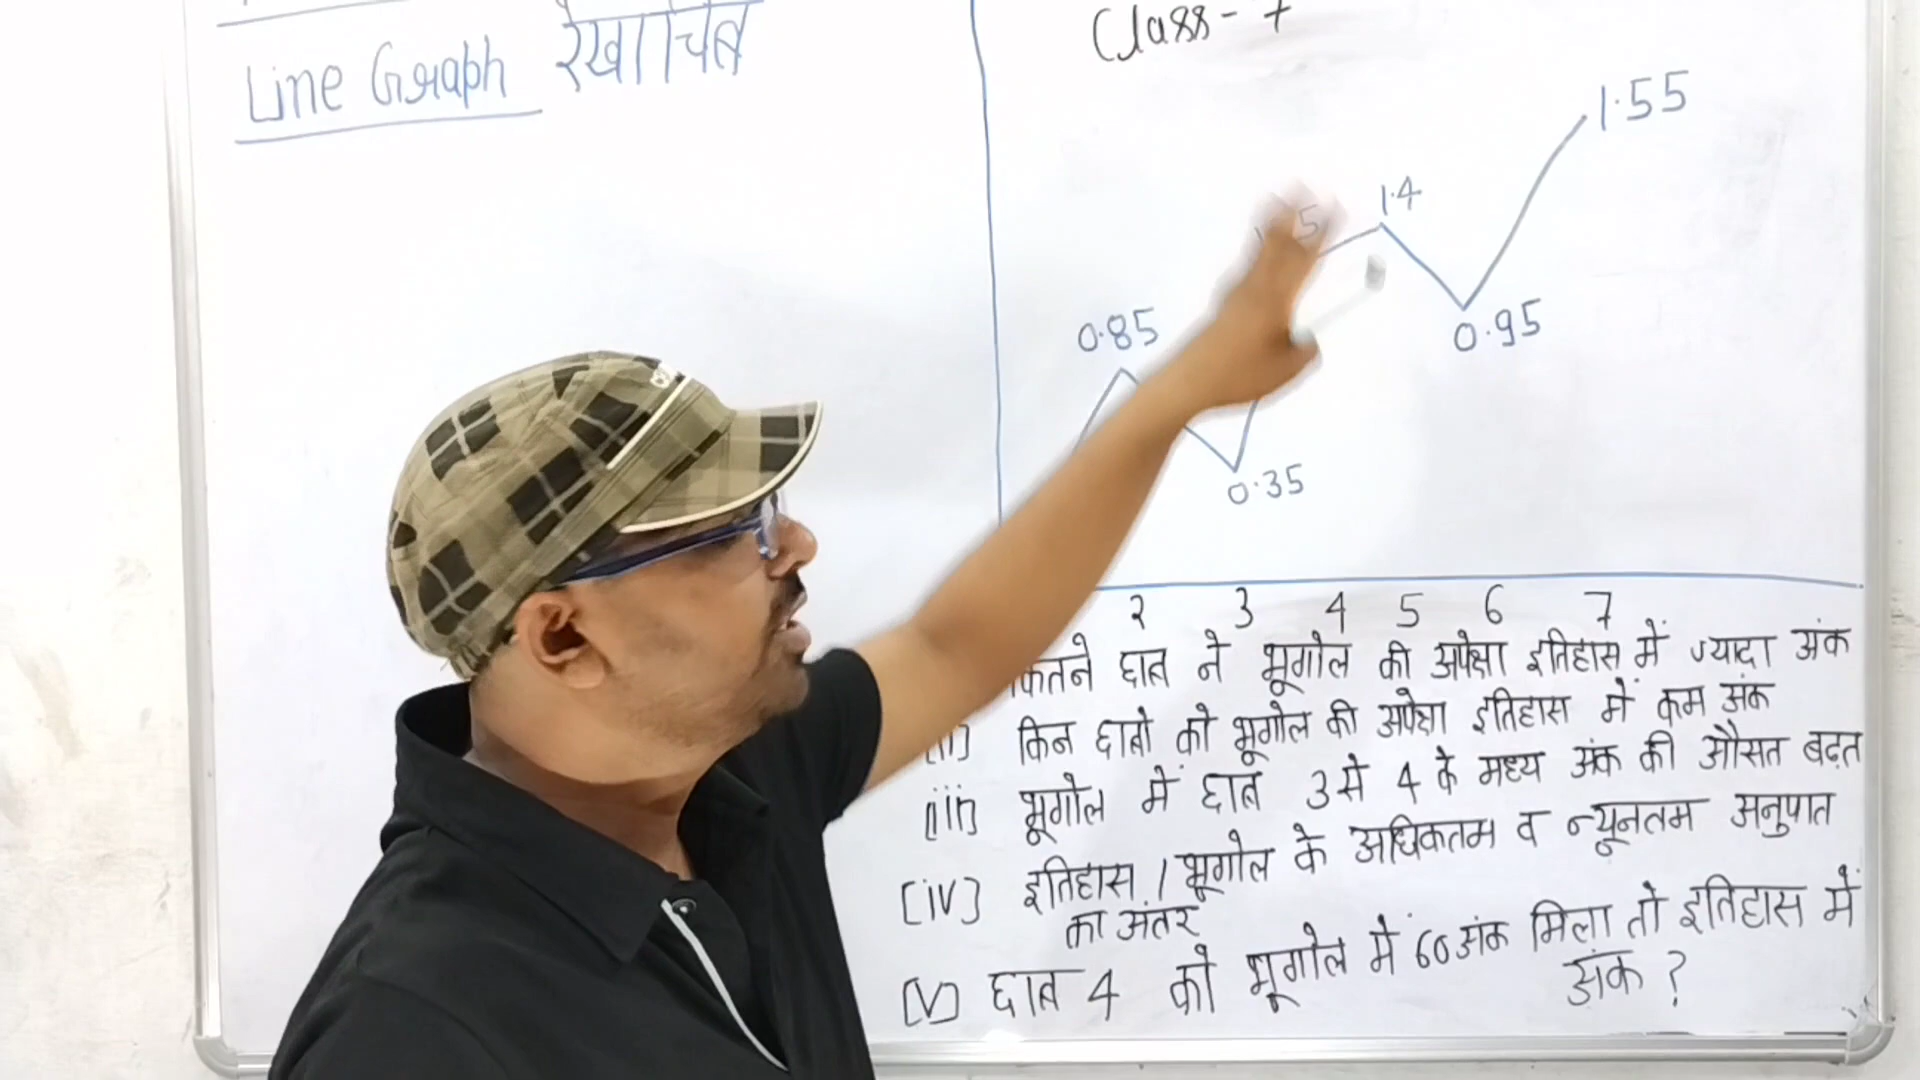 Line Graph रेखाचित्र
Class - 7
1.55
1.4
0.95
0.85
0.35
2 3 4 5 6 7
कितने छात्र ने भूगोल की अपेक्षा इतिहास में ज्यादा अंक
[ii] किन छात्रो को भूगोल की अपेक्षा इतिहास में कम अंक
[iii] भूगोल में छात्र 3 से 4 के मध्य अंक की औसत बढ़त
[iv] इतिहास / भूगोल के अधिकतम व न्यूनतम अनुपात
का अंतर
[v] छात्र 4 को भूगोल में 60 अंक मिला तो इतिहास में
अंक ?